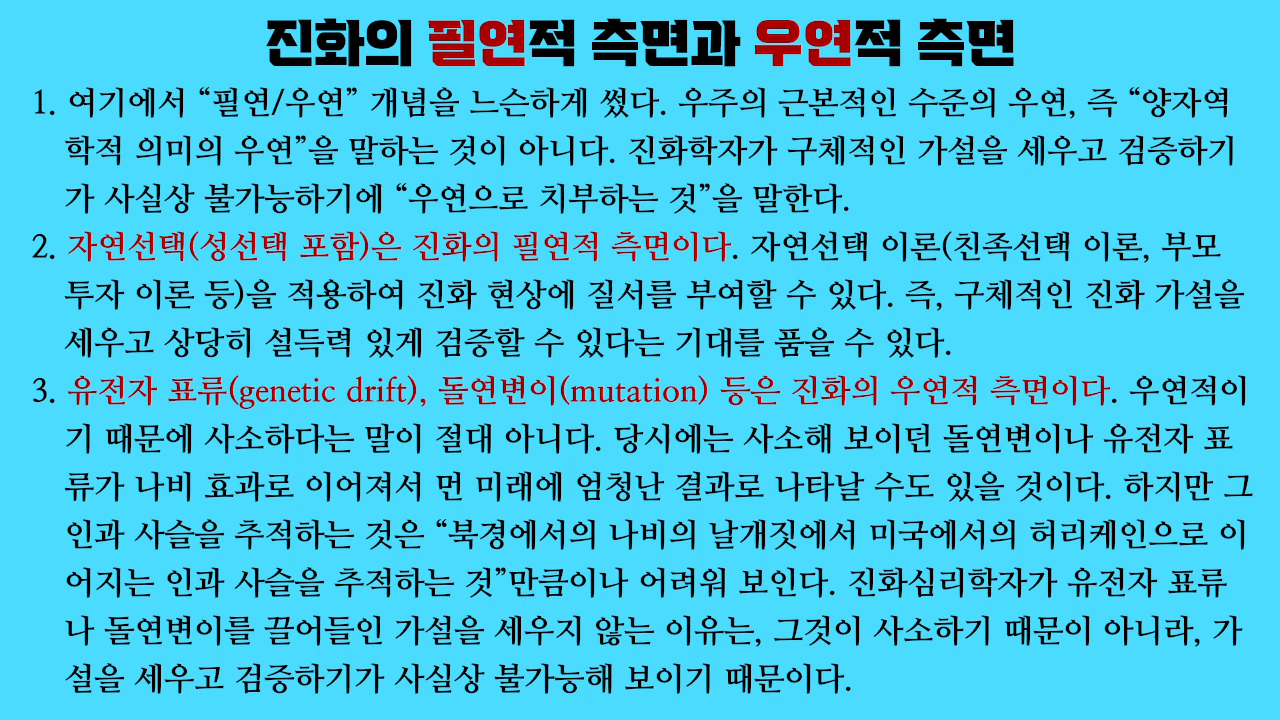 진화의 필연적 측면과 우연적 측면
1. 여기에서 “필연/우연” 개념을 느슨하게 썼다. 우주의 근본적인 수준의 우연, 즉 “양자역
학적 의미의 우연”을 말하는 것이 아니다. 진화학자가 구체적인 가설을 세우고 검증하기
가 사실상 불가능하기에 “우연으로 치부하는 것”을 말한다.
2. 자연선택(성선택 포함)은 진화의 필연적 측면이다. 자연선택 이론(친족선택 이론, 부모
투자 이론 등)을 적용하여 진화 현상에 질서를 부여할 수 있다. 즉, 구체적인 진화 가설을
세우고 상당히 설득력 있게 검증할 수 있다는 기대를 품을 수 있다.
3. 유전자 표류(genetic drift), 돌연변이(mutation) 등은 진화의 우연적 측면이다. 우연적이
기 때문에 사소하다는 말이 절대 아니다. 당시에는 사소해 보이던 돌연변이나 유전자 표
류가 나비 효과로 이어져서 먼 미래에 엄청난 결과로 나타날 수도 있을 것이다. 하지만 그
인과 사슬을 추적하는 것은 “북경에서의 나비의 날개짓에서 미국에서의 허리케인으로 이
어지는 인과 사슬을 추적하는 것”만큼이나 어려워 보인다. 진화심리학자가 유전자 표류
나 돌연변이를 끌어들인 가설을 세우지 않는 이유는, 그것이 사소하기 때문이 아니라, 가
설을 세우고 검증하기가 사실상 불가능해 보이기 때문이다.